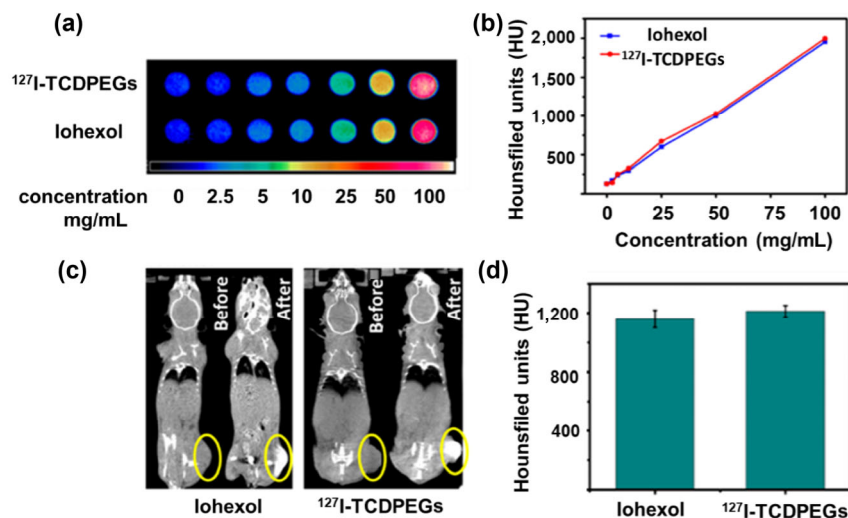 (a)
127I-TCDPEGs
Iohexol
concentration 0 2.5 5 10 25 50 100
mg/mL
(b)
Iohexol
127I-TCDPEGs
Hounsfiled units (HU)
2,000
1,500
1,000
500
0 25 50 75 100
Concentration (mg/mL)
(c)
Before
After
Before
After
Iohexol
127I-TCDPEGs
(d)
Hounsfiled units (HU)
1,200
800
400
Iohexol
127I-TCDPEGs